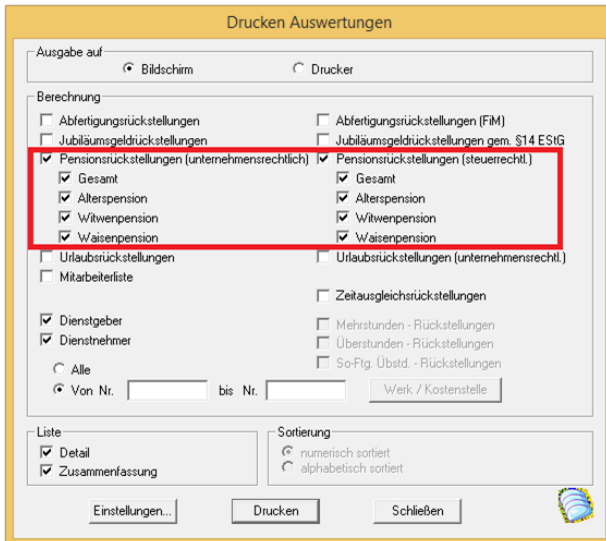 Drucken Auswertungen
Ausgabe auf
Bildschirm Drucker
Berechnung
Abfertigungsrückstellungen Abfertigungsrückstellungen (FiM)
Jubiläumsgeldrückstellungen Jubiläumsgeldrückstellungen gem. §14 EStG
Pensionsrückstellungen (unternehmensrechtlich) Pensionsrückstellungen (steuerrechtl.)
Gesamt Gesamt
Alterspension Alterspension
Witwenpension Witwenpension
Waisenpension Waisenpension
Urlaubsrückstellungen Urlaubsrückstellungen (unternehmensrechtl.)
Mitarbeiterliste
Zeitausgleichsrückstellungen
Dienstgeber Mehrstunden - Rückstellungen
Dienstnehmer Überstunden - Rückstellungen
So-Ftg. Übstd. - Rückstellungen
Alle
Von Nr. bis Nr. Werk / Kostenstelle
Liste Sortierung
Detail numerisch sortiert
Zusammenfassung alphabetisch sortiert
Einstellungen... Drucken Schließen